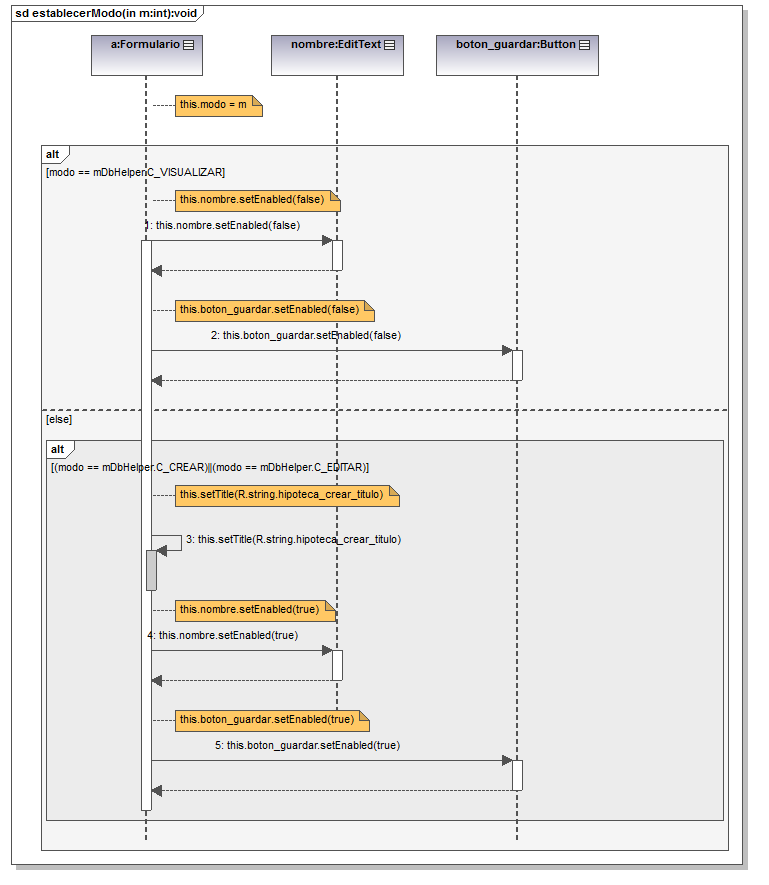 sd establecerModo(in m:int):void
a:Formulario
nombre:EditText
boton_guardar:Button
this.modo = m
alt
[modo == mDbHelper.C_VISUALIZAR]
this.nombre.setEnabled(false)
1: this.nombre.setEnabled(false)
this.boton_guardar.setEnabled(false)
2: this.boton_guardar.setEnabled(false)
[else]
alt
[(modo == mDbHelper.C_CREAR)||(modo == mDbHelper.C_EDITAR)]
this.setTitle(R.string.hipoteca_crear_titulo)
3: this.setTitle(R.string.hipoteca_crear_titulo)
this.nombre.setEnabled(true)
4: this.nombre.setEnabled(true)
this.boton_guardar.setEnabled(true)
5: this.boton_guardar.setEnabled(true)